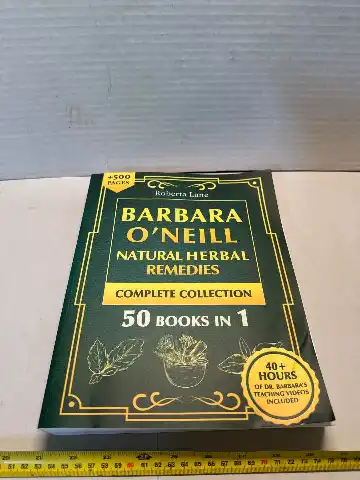 +500
PAGES
Roberta Lane
BARBARA
O'NEILL
NATURAL HERBAL
REMEDIES
COMPLETE COLLECTION
50 BOOKS IN 1
40+
HOURS
OF DR. BARBARA'S
TEACHING VIDEOS
INCLUDED